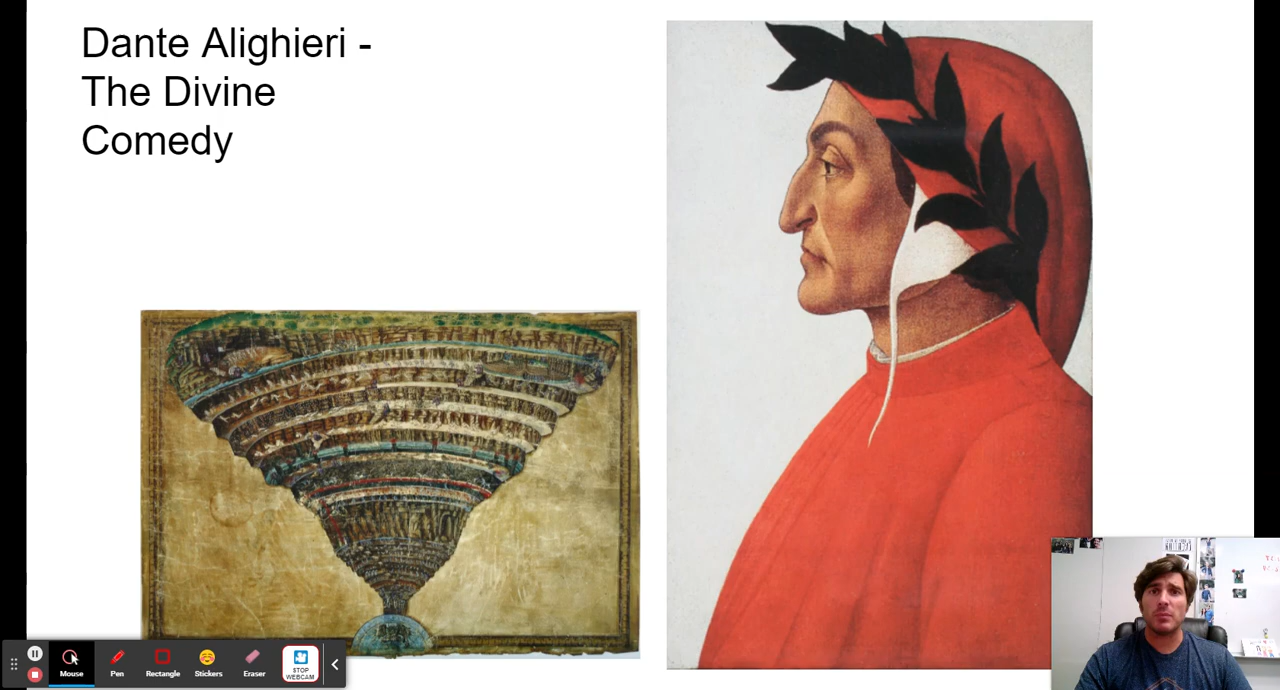 Dante Alighieri -
The Divine
Comedy
Mouse
Pen
Rectangle
Stickers
Eraser
STOP
WEBCAM